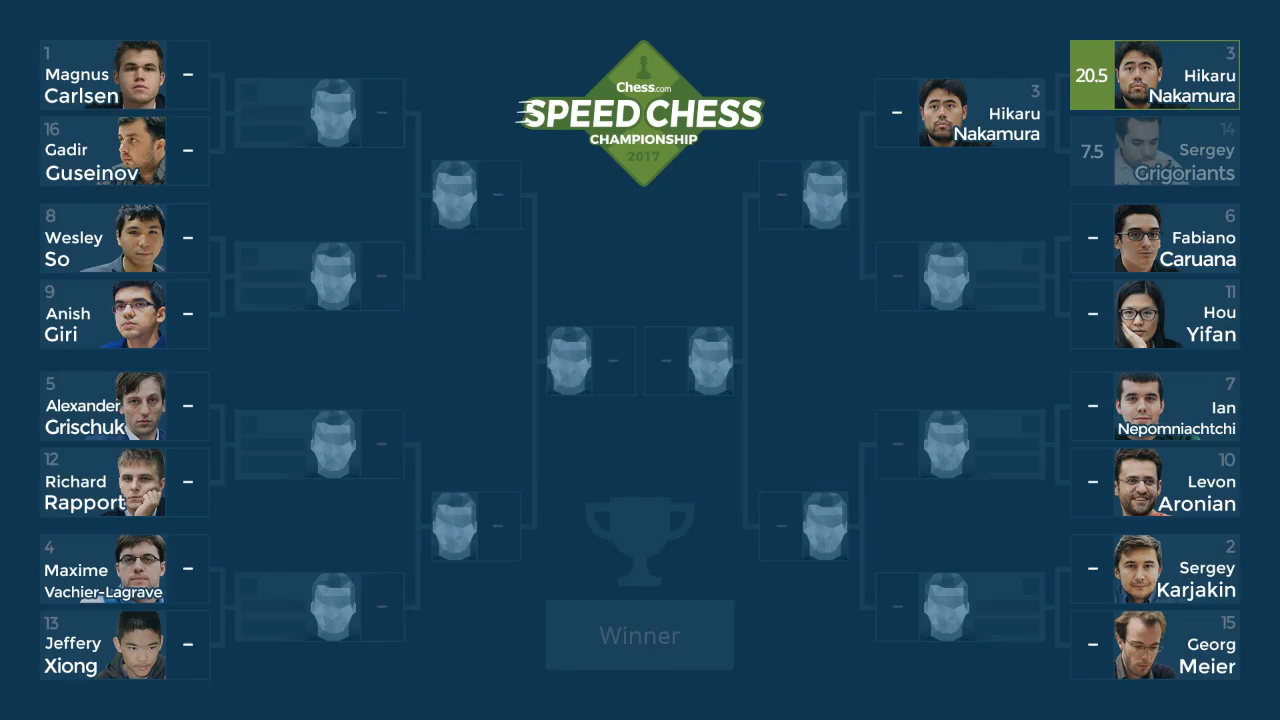 Chess.com
SPEED CHESS
CHAMPIONSHIP
2017
1
Magnus
Carlsen
–
16
Gadir
Guseinov
–
8
Wesley
So
–
9
Anish
Giri
–
5
Alexander
Grischuk
–
12
Richard
Rapport
–
4
Maxime
Vachier-Lagrave
–
13
Jeffery
Xiong
–
–
–
–
–
–
–
–
–
Winner
–
–
–
3
Hikaru
Nakamura
–
–
–
20.5
3
Hikaru
Nakamura
7.5
14
Sergey
Grigoriants
–
6
Fabiano
Caruana
–
11
Hou
Yifan
–
7
Ian
Nepomniachtchi
–
10
Levon
Aronian
–
2
Sergey
Karjakin
–
15
Georg
Meier